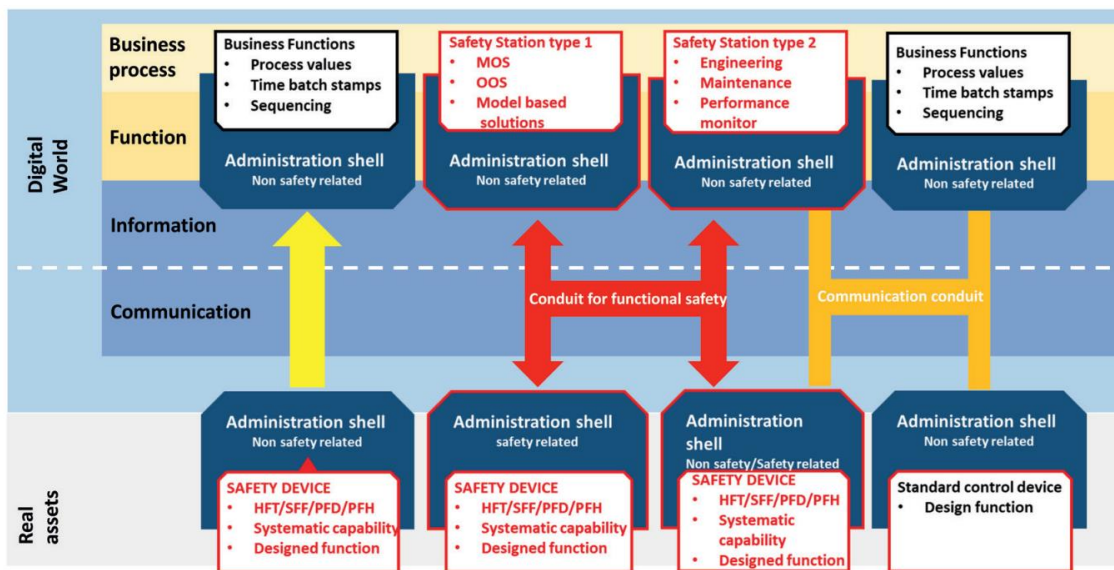 Digital
World
Real
assets
Business
process
Function
Information
Communication
Business Functions
• Process values
• Time batch stamps
• Sequencing
Administration shell
Non safety related
Safety Station type 1
• MOS
• OOS
• Model based
solutions
Administration shell
Non safety related
Safety Station type 2
• Engineering
• Maintenance
• Performance
monitor
Administration shell
Non safety related
Business Functions
• Process values
• Time batch stamps
• Sequencing
Administration shell
Non safety related
Conduit for functional safety
Communication conduit
Administration shell
Non safety related
SAFETY DEVICE
• HFT/SFF/PFD/PFH
• Systematic capability
• Designed function
Administration shell
safety related
SAFETY DEVICE
• HFT/SFF/PFD/PFH
• Systematic capability
• Designed function
Administration
shell
Non safety/Safety related
SAFETY DEVICE
• HFT/SFF/PFD/PFH
• Systematic
capability
• Designed function
Administration shell
Non safety related
Standard control device
• Design function